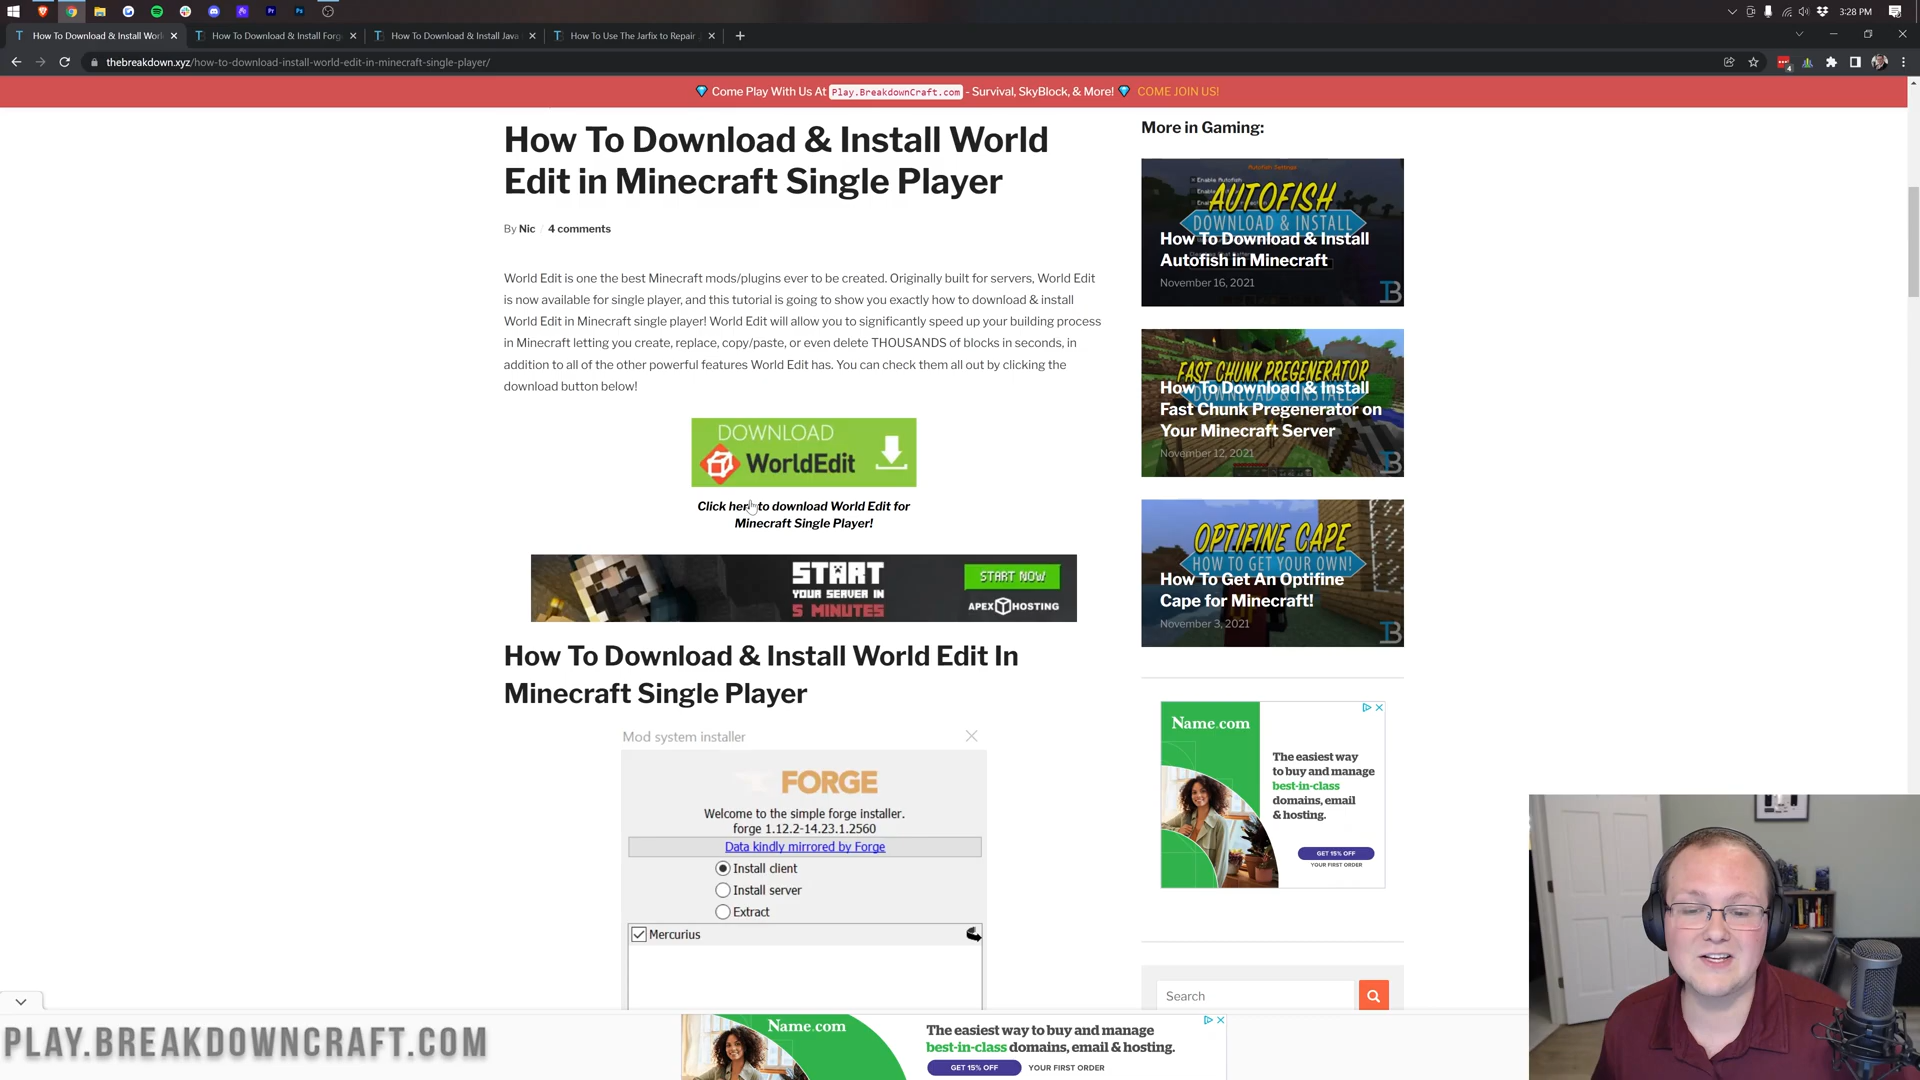 3:28 PM
How To Download & Install Worl
How To Download & Install Forg
How To Download & Install Java
How To Use The Jarfix to Repair
thebreakdown.xyz/how-to-download-install-world-edit-in-minecraft-single-player/
4
Come Play With Us At Play.BreakdownCraft.com - Survival, SkyBlock, & More! COME JOIN US!
How To Download & Install World
Edit in Minecraft Single Player
By Nic / 4 comments
World Edit is one the best Minecraft mods/plugins ever to be created. Originally built for servers, World Edit
is now available for single player, and this tutorial is going to show you exactly how to download & install
World Edit in Minecraft single player! World Edit will allow you to significantly speed up your building process
in Minecraft letting you create, replace, copy/paste, or even delete THOUSANDS of blocks in seconds, in
addition to all of the other powerful features World Edit has. You can check them all out by clicking the
download button below!
DOWNLOAD
WorldEdit
Click here to download World Edit for
Minecraft Single Player!
START
YOUR SERVER IN
5 MINUTES
START NOW
APEX HOSTING
How To Download & Install World Edit In
Minecraft Single Player
Mod system installer
FORGE
Welcome to the simple forge installer.
forge 1.12.2-14.23.1.2560
Data kindly mirrored by Forge
Install client
Install server
Extract
Mercurius
More in Gaming:
Autofish Settings
Enable Autofish
AUTOFISH
DOWNLOAD & INSTALL
How To Download & Install
Autofish in Minecraft
November 16, 2021
FAST CHUNK PREGENERATOR
DOWNLOAD & INSTALL
How To Download & Install
Fast Chunk Pregenerator on
Your Minecraft Server
November 12, 2021
OPTIFINE CAPE
HOW TO GET YOUR OWN!
How To Get An Optifine
Cape for Minecraft!
November 3, 2021
Name.com
The easiest way
to buy and manage
best-in-class
domains, email
& hosting.
GET 15% OFF
YOUR FIRST ORDER
Search
PLAY.BREAKDOWNCRAFT.COM
Name.com
The easiest way to buy and manage
best-in-class domains, email & hosting.
GET 15% OFF YOUR FIRST ORDER